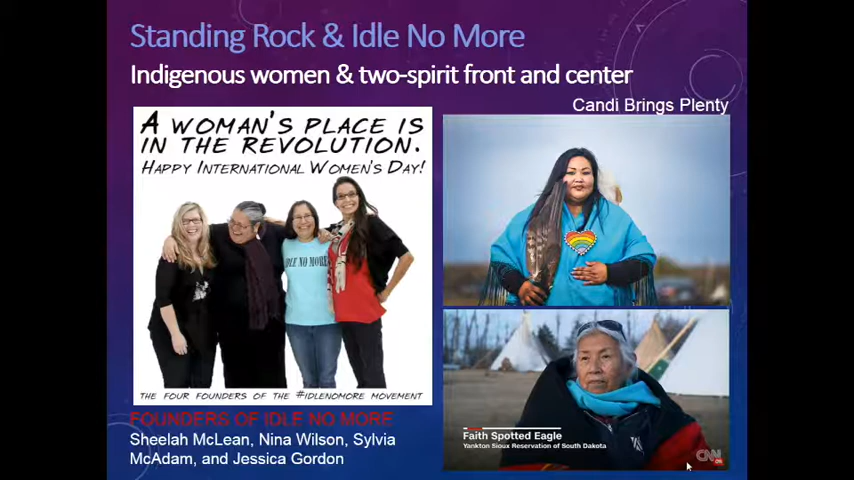 Standing Rock & Idle No More
Indigenous women & two-spirit front and center
Candi Brings Plenty
A WOMAN'S PLACE IS
IN THE REVOLUTION.
HAPPY INTERNATIONAL WOMEN'S DAY!
IDLE NO MORE
THE FOUR FOUNDERS OF THE #IDLENOMORE MOVEMENT
FOUNDERS OF IDLE NO MORE
Sheelah McLean, Nina Wilson, Sylvia
McAdam, and Jessica Gordon
Faith Spotted Eagle
Yankton Sioux Reservation of South Dakota
CNN